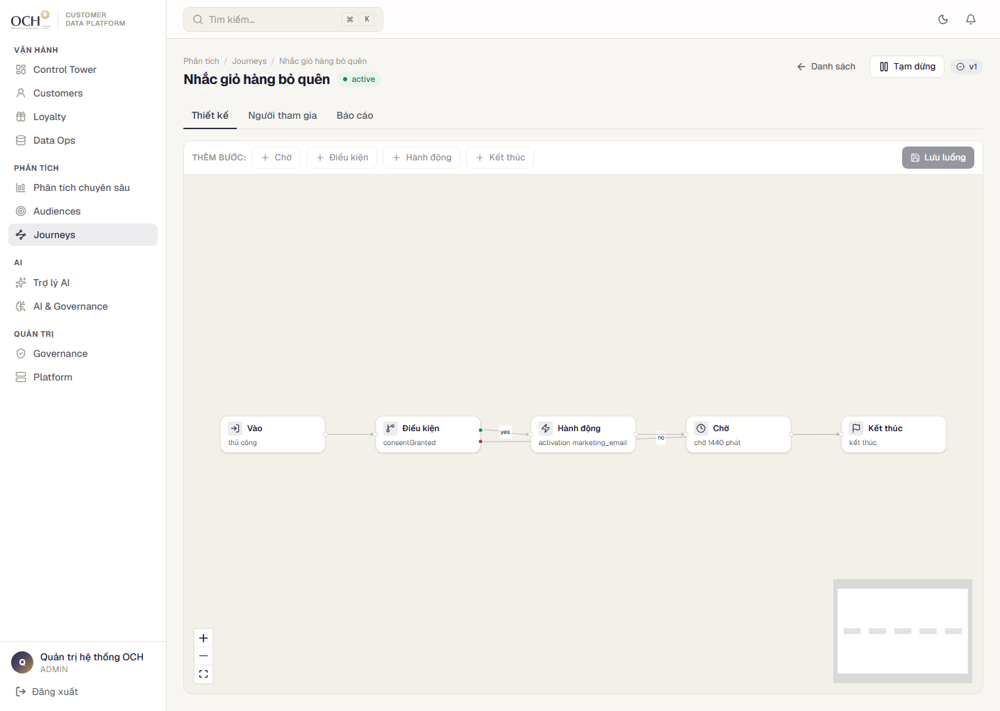 OCH
CUSTOMER
DATA PLATFORM
VẬN HÀNH
Control Tower
Customers
Loyalty
Data Ops
PHÂN TÍCH
Phân tích chuyên sâu
Audiences
Journeys
AI
Trợ lý AI
AI & Governance
QUẢN TRỊ
Governance
Platform
Q
Quản trị hệ thống OCH
ADMIN
Đăng xuất
Tìm kiếm...
⌘ K
Phân tích / Journeys / Nhắc giỏ hàng bỏ quên
Nhắc giỏ hàng bỏ quên
active
Danh sách
Tạm dừng
v1
Thiết kế
Người tham gia
Báo cáo
THÊM BƯỚC:
Chờ
Điều kiện
Hành động
Kết thúc
Lưu luồng
Vào
thủ công
Điều kiện
consentGranted
yes
Hành động
activation marketing_email
no
Chờ
chờ 1440 phút
Kết thúc
kết thúc